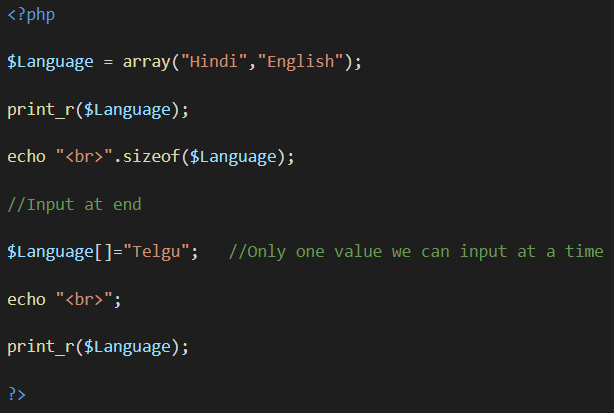 <?php
$Language = array("Hindi","English");
print_r($Language);
echo "<br>".sizeof($Language);
//Input at end
$Language[]="Telgu";   //Only one value we can input at a time
echo "<br>";
print_r($Language);
?>